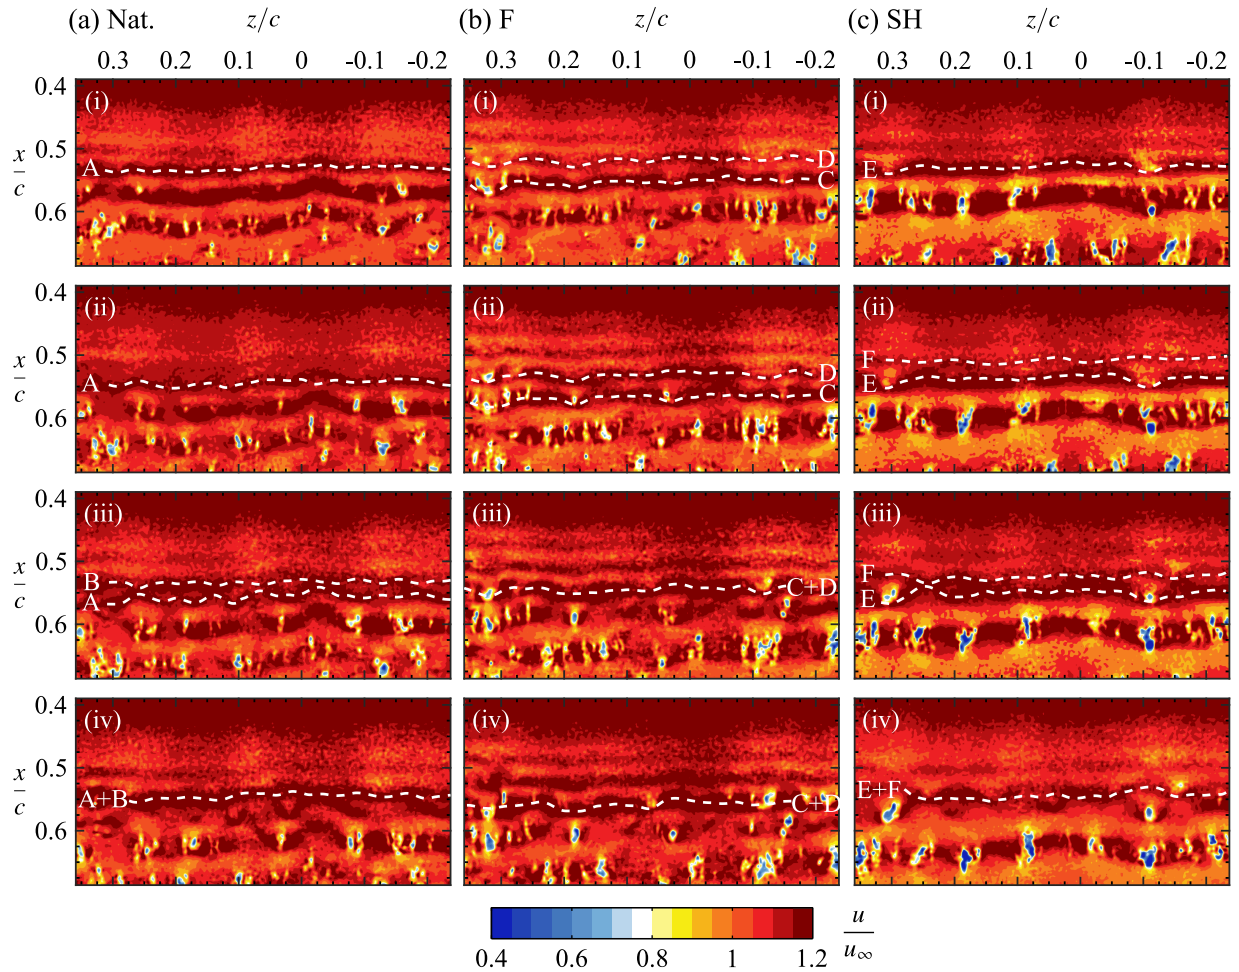 (a) Nat. z/c (b) F z/c (c) SH z/c
0.3 0.2 0.1 0 -0.1 -0.2 0.3 0.2 0.1 0 -0.1 -0.2 0.3 0.2 0.1 0 -0.1 -0.2
0.4 (i) (i) (i)
x/c 0.5 A D C E
0.6
0.4 (ii) (ii) (ii)
x/c 0.5 A D C F E
0.6
0.4 (iii) (iii) (iii)
x/c 0.5 B A C+D F E
0.6
0.4 (iv) (iv) (iv)
x/c 0.5 A+B C+D E+F
0.6
0.4 0.6 0.8 1 1.2 u/u∞